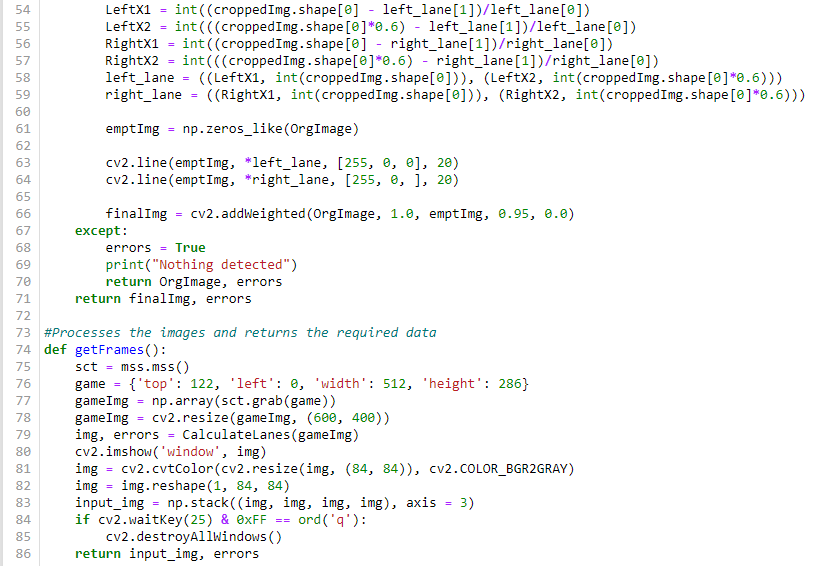 54 LeftX1 = int((croppedImg.shape[0] - left_lane[1])/left_lane[0])
55 LeftX2 = int(((croppedImg.shape[0]*0.6) - left_lane[1])/left_lane[0])
56 RightX1 = int((croppedImg.shape[0] - right_lane[1])/right_lane[0])
57 RightX2 = int(((croppedImg.shape[0]*0.6) - right_lane[1])/right_lane[0])
58 left_lane = ((LeftX1, int(croppedImg.shape[0])), (LeftX2, int(croppedImg.shape[0]*0.6)))
59 right_lane = ((RightX1, int(croppedImg.shape[0])), (RightX2, int(croppedImg.shape[0]*0.6)))
60
61 emptImg = np.zeros_like(OrgImage)
62
63 cv2.line(emptImg, *left_lane, [255, 0, 0], 20)
64 cv2.line(emptImg, *right_lane, [255, 0, ], 20)
65
66 finalImg = cv2.addWeighted(OrgImage, 1.0, emptImg, 0.95, 0.0)
67 except:
68 errors = True
69 print("Nothing detected")
70 return OrgImage, errors
71 return finalImg, errors
72
73 #Processes the images and returns the required data
74 def getFrames():
75 sct = mss.mss()
76 game = {'top': 122, 'left': 0, 'width': 512, 'height': 286}
77 gameImg = np.array(sct.grab(game))
78 gameImg = cv2.resize(gameImg, (600, 400))
79 img, errors = CalculateLanes(gameImg)
80 cv2.imshow('window', img)
81 img = cv2.cvtColor(cv2.resize(img, (84, 84)), cv2.COLOR_BGR2GRAY)
82 img = img.reshape(1, 84, 84)
83 input_img = np.stack((img, img, img, img), axis = 3)
84 if cv2.waitKey(25) & 0xFF == ord('q'):
85 cv2.destroyAllWindows()
86 return input_img, errors